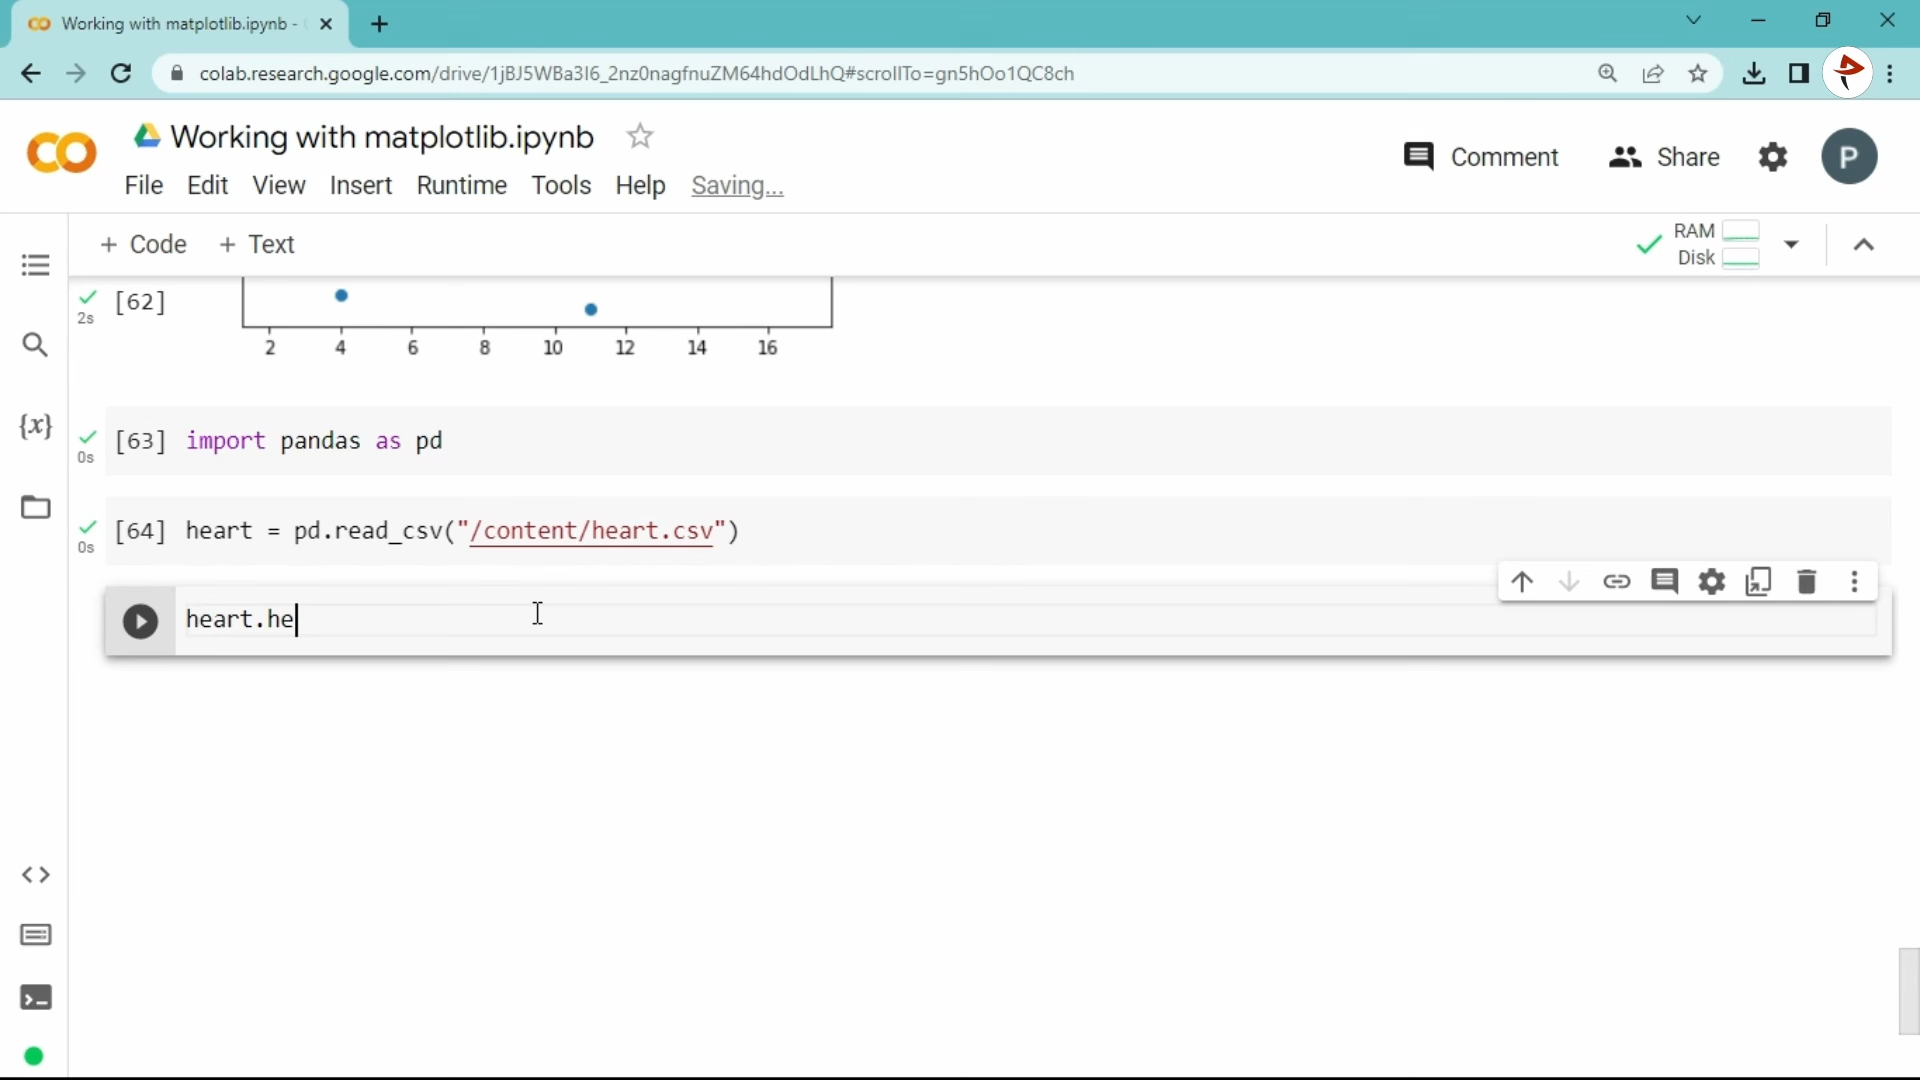 Working with matplotlib.ipynb -
colab.research.google.com/drive/1jBJ5WBa3I6_2nz0nagfnuZM64hdOdLhQ#scrollTo=gn5hOo1QC8ch
Working with matplotlib.ipynb
Comment
Share
P
File Edit View Insert Runtime Tools Help Saving...
+ Code + Text
RAM
Disk
[62]
2s
2 4 6 8 10 12 14 16
[63] import pandas as pd
0s
[64] heart = pd.read_csv("/content/heart.csv")
0s
heart.he
{x}